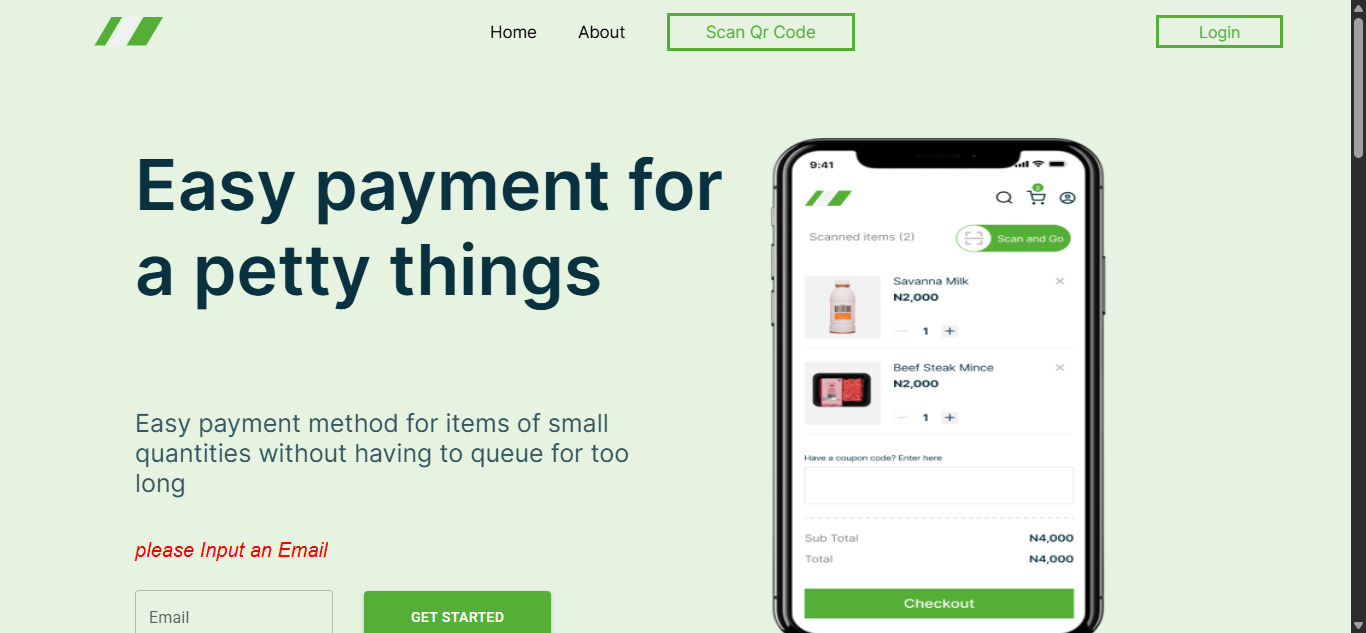 Home
About
Scan Qr Code
Login
Easy payment for
a petty things
Easy payment method for items of small
quantities without having to queue for too
long
please Input an Email
Email
GET STARTED
9:41
Scanned items (2)
Scan and Go
Savanna Milk
N2,000
1
Beef Steak Mince
N2,000
1
Have a coupon code? Enter here
Sub Total
N4,000
Total
N4,000
Checkout